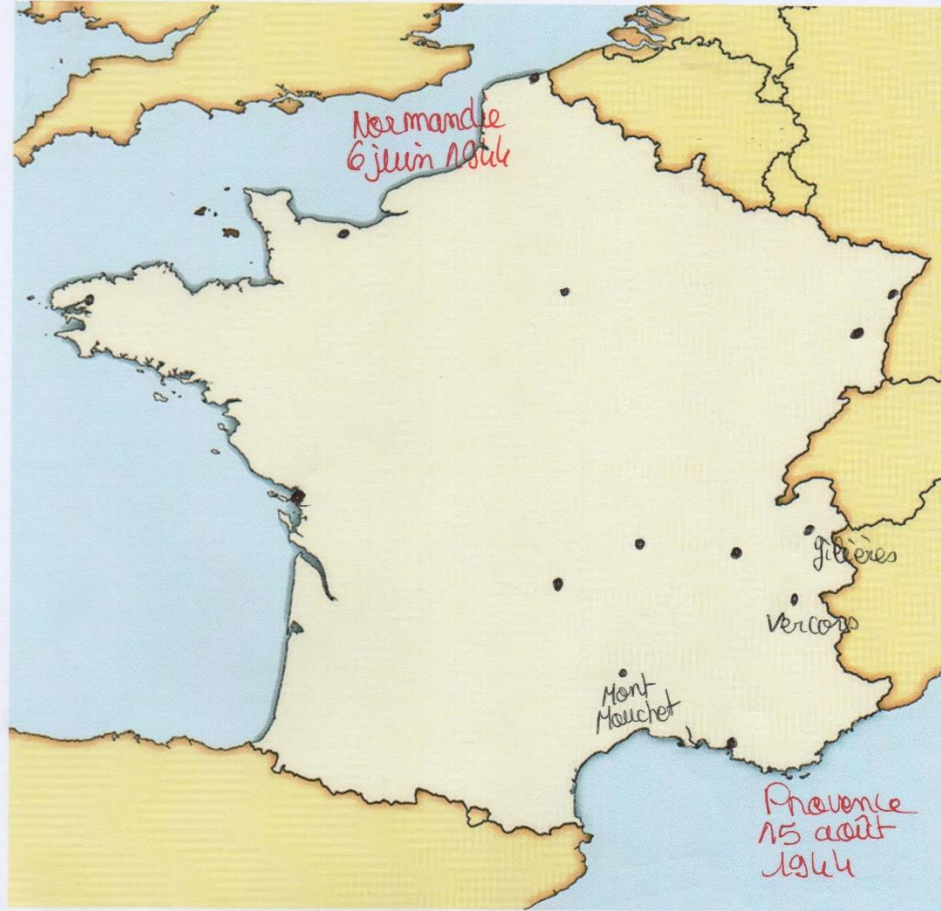 Normandie
6 juin 1944
glières
Vercors
Mont
Mouchet
Provence
15 août
1944